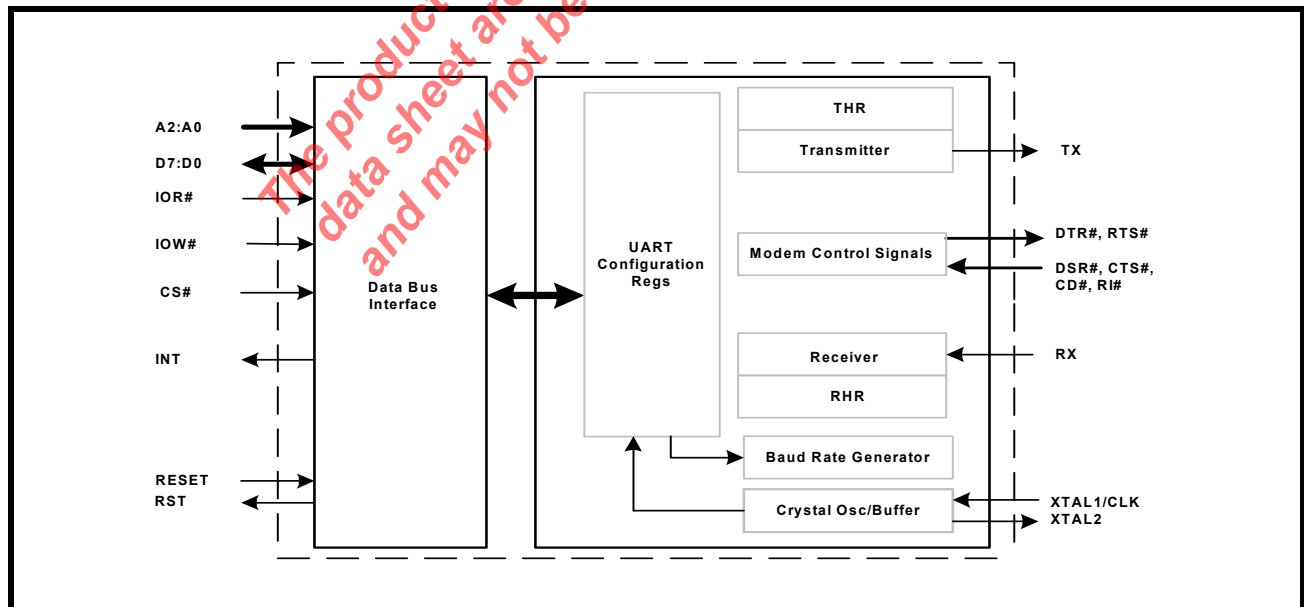 The product
data sheet are
and may not be
A2:A0
D7:D0
IOR#
IOW#
CS#
INT
RESET
RST
Data Bus
Interface
UART
Configuration
Regs
THR
Transmitter
Modem Control Signals
Receiver
RHR
Baud Rate Generator
Crystal Osc/Buffer
TX
DTR#, RTS#
DSR#, CTS#,
CD#, RI#
RX
XTAL1/CLK
XTAL2